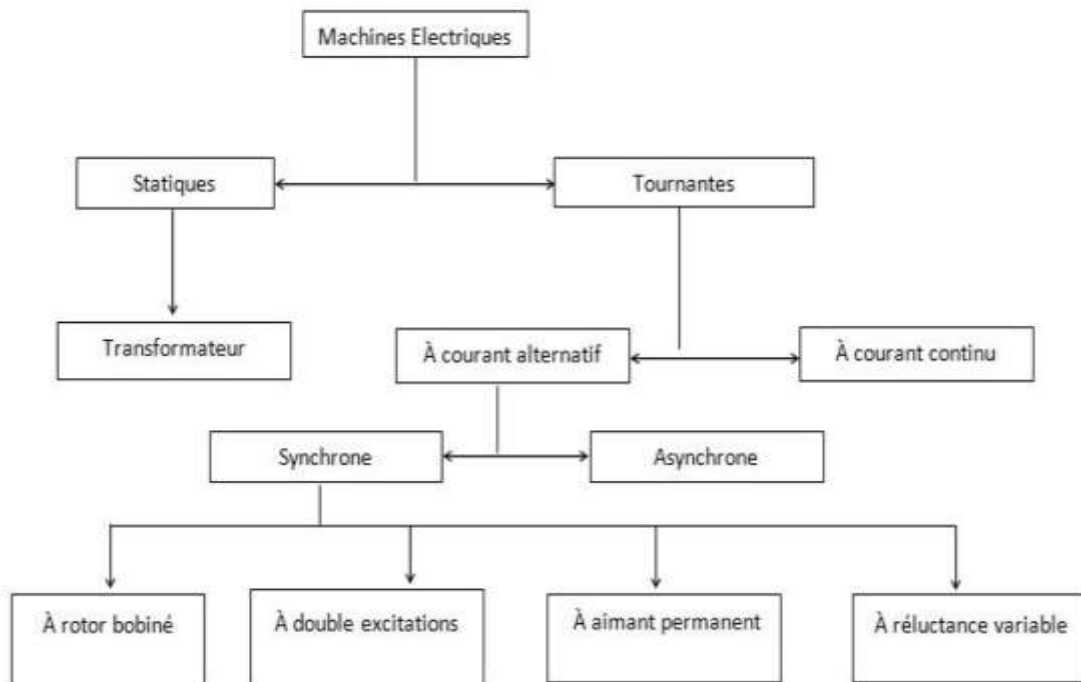 Machines Electriques
Statiques
Tournantes
Transformateur
À courant alternatif
À courant continu
Synchrone
Asynchrone
À rotor bobiné
À double excitations
À aimant permanent
À réluctance variable